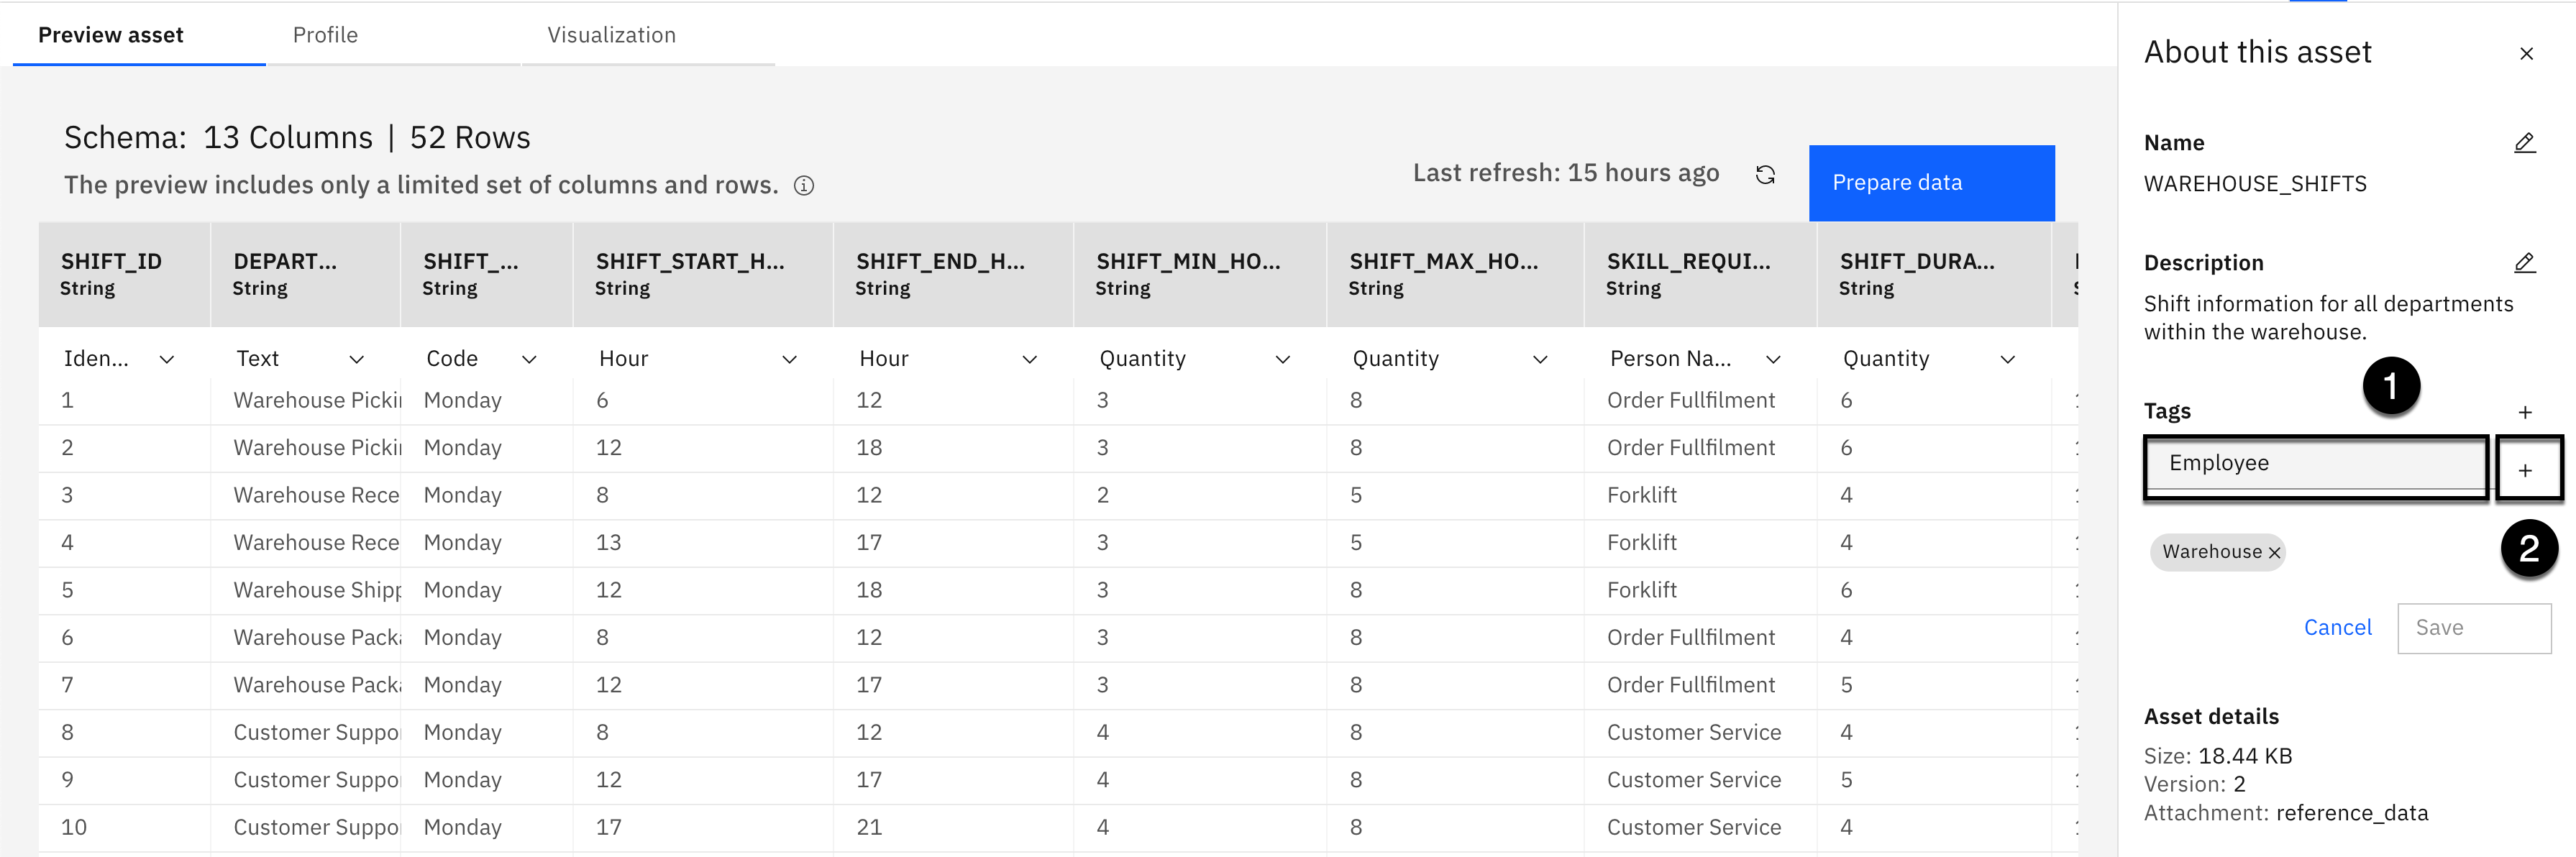 Preview asset Profile Visualization
Schema: 13 Columns | 52 Rows
The preview includes only a limited set of columns and rows.
Last refresh: 15 hours ago
Prepare data
SHIFT_ID DEPART... SHIFT_... SHIFT_START_H... SHIFT_END_H... SHIFT_MIN_HO... SHIFT_MAX_HO... SKILL_REQUI... SHIFT_DURA...
String String String String String String String String String
Iden... Text Code Hour Hour Quantity Quantity Person Na... Quantity
1 Warehouse Pickin Monday 6 12 3 8 Order Fullfilment 6
2 Warehouse Pickin Monday 12 18 3 8 Order Fullfilment 6
3 Warehouse Rece Monday 8 12 2 5 Forklift 4
4 Warehouse Rece Monday 13 17 3 5 Forklift 4
5 Warehouse Shipp Monday 12 18 3 8 Forklift 6
6 Warehouse Packa Monday 8 12 3 8 Order Fullfilment 4
7 Warehouse Packa Monday 12 17 3 8 Order Fullfilment 5
8 Customer Suppo Monday 8 12 4 8 Customer Service 4
9 Customer Suppo Monday 12 17 4 8 Customer Service 5
10 Customer Suppo Monday 17 21 4 8 Customer Service 4
About this asset
Name
WAREHOUSE_SHIFTS
Description
Shift information for all departments
within the warehouse.
1
Tags
Employee
Warehouse
2
Cancel Save
Asset details
Size: 18.44 KB
Version: 2
Attachment: reference_data